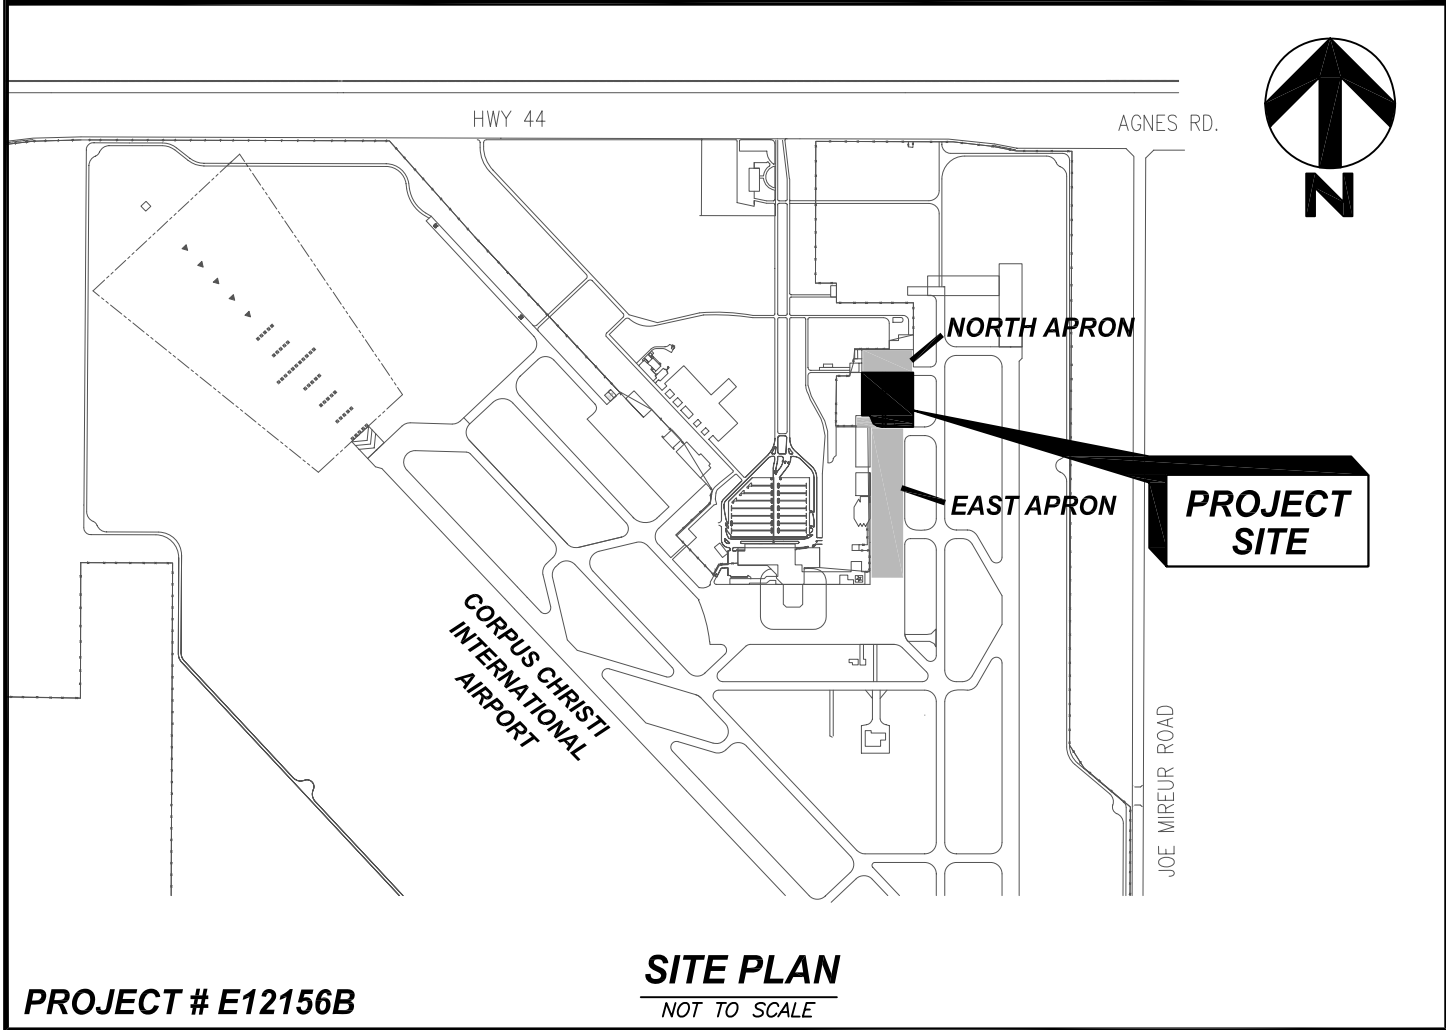 HWY 44
AGNES RD.
N
NORTH APRON
EAST APRON
PROJECT
SITE
CORPUS CHRISTI
INTERNATIONAL
AIRPORT
JOE MIREUR ROAD
SITE PLAN
NOT TO SCALE
PROJECT # E12156B